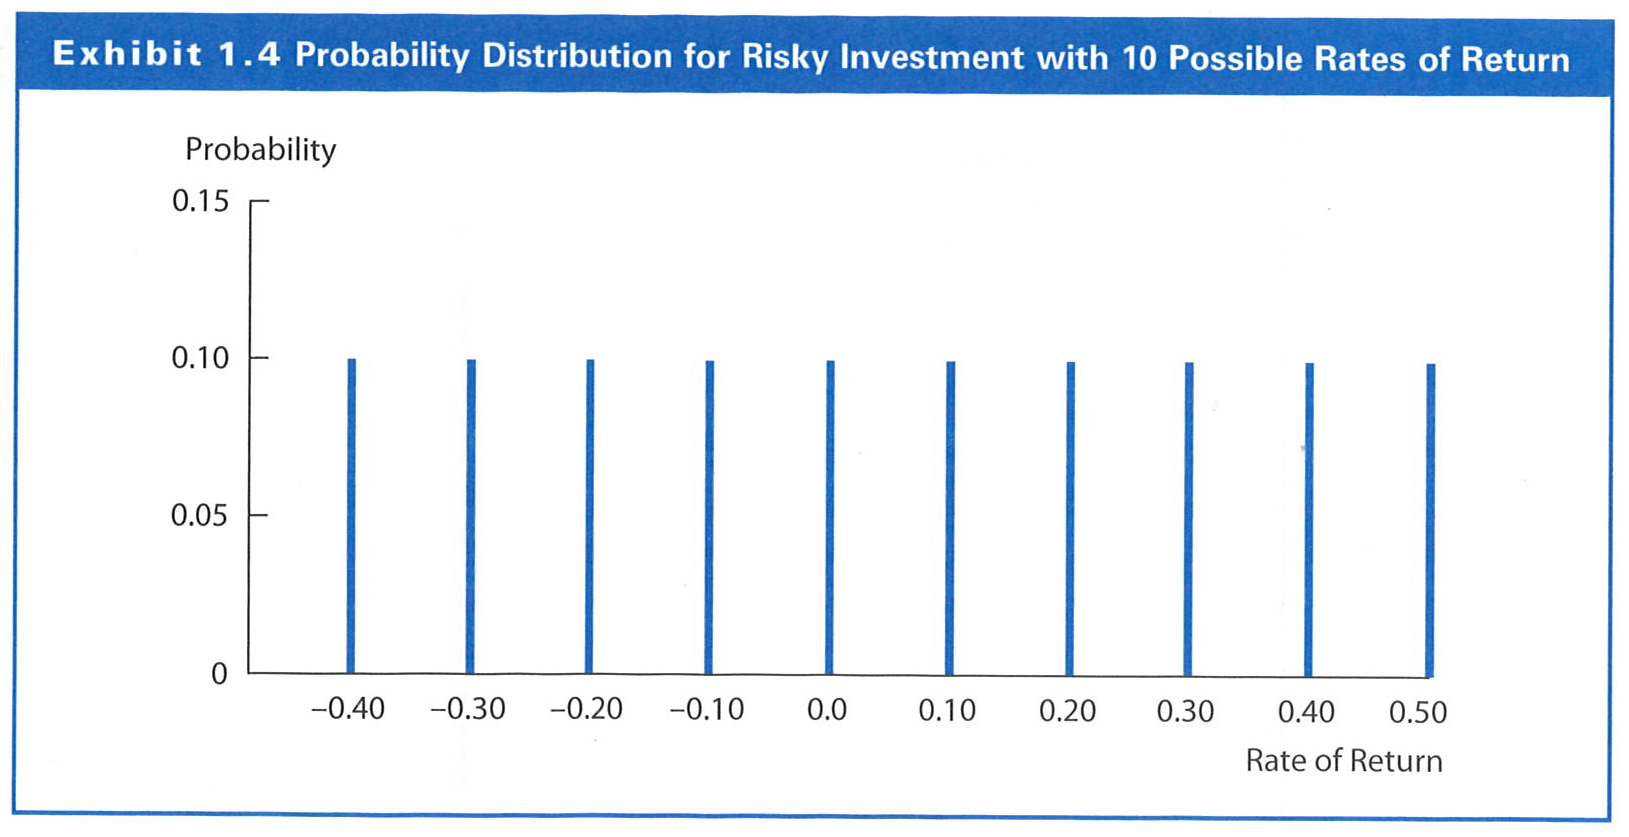 Exhibit 1.4 Probability Distribution for Risky Investment with 10 Possible Rates of Return
Probability
0.15
0.10
0.05
0
–0.40 –0.30 –0.20 –0.10 0.0 0.10 0.20 0.30 0.40 0.50
Rate of Return